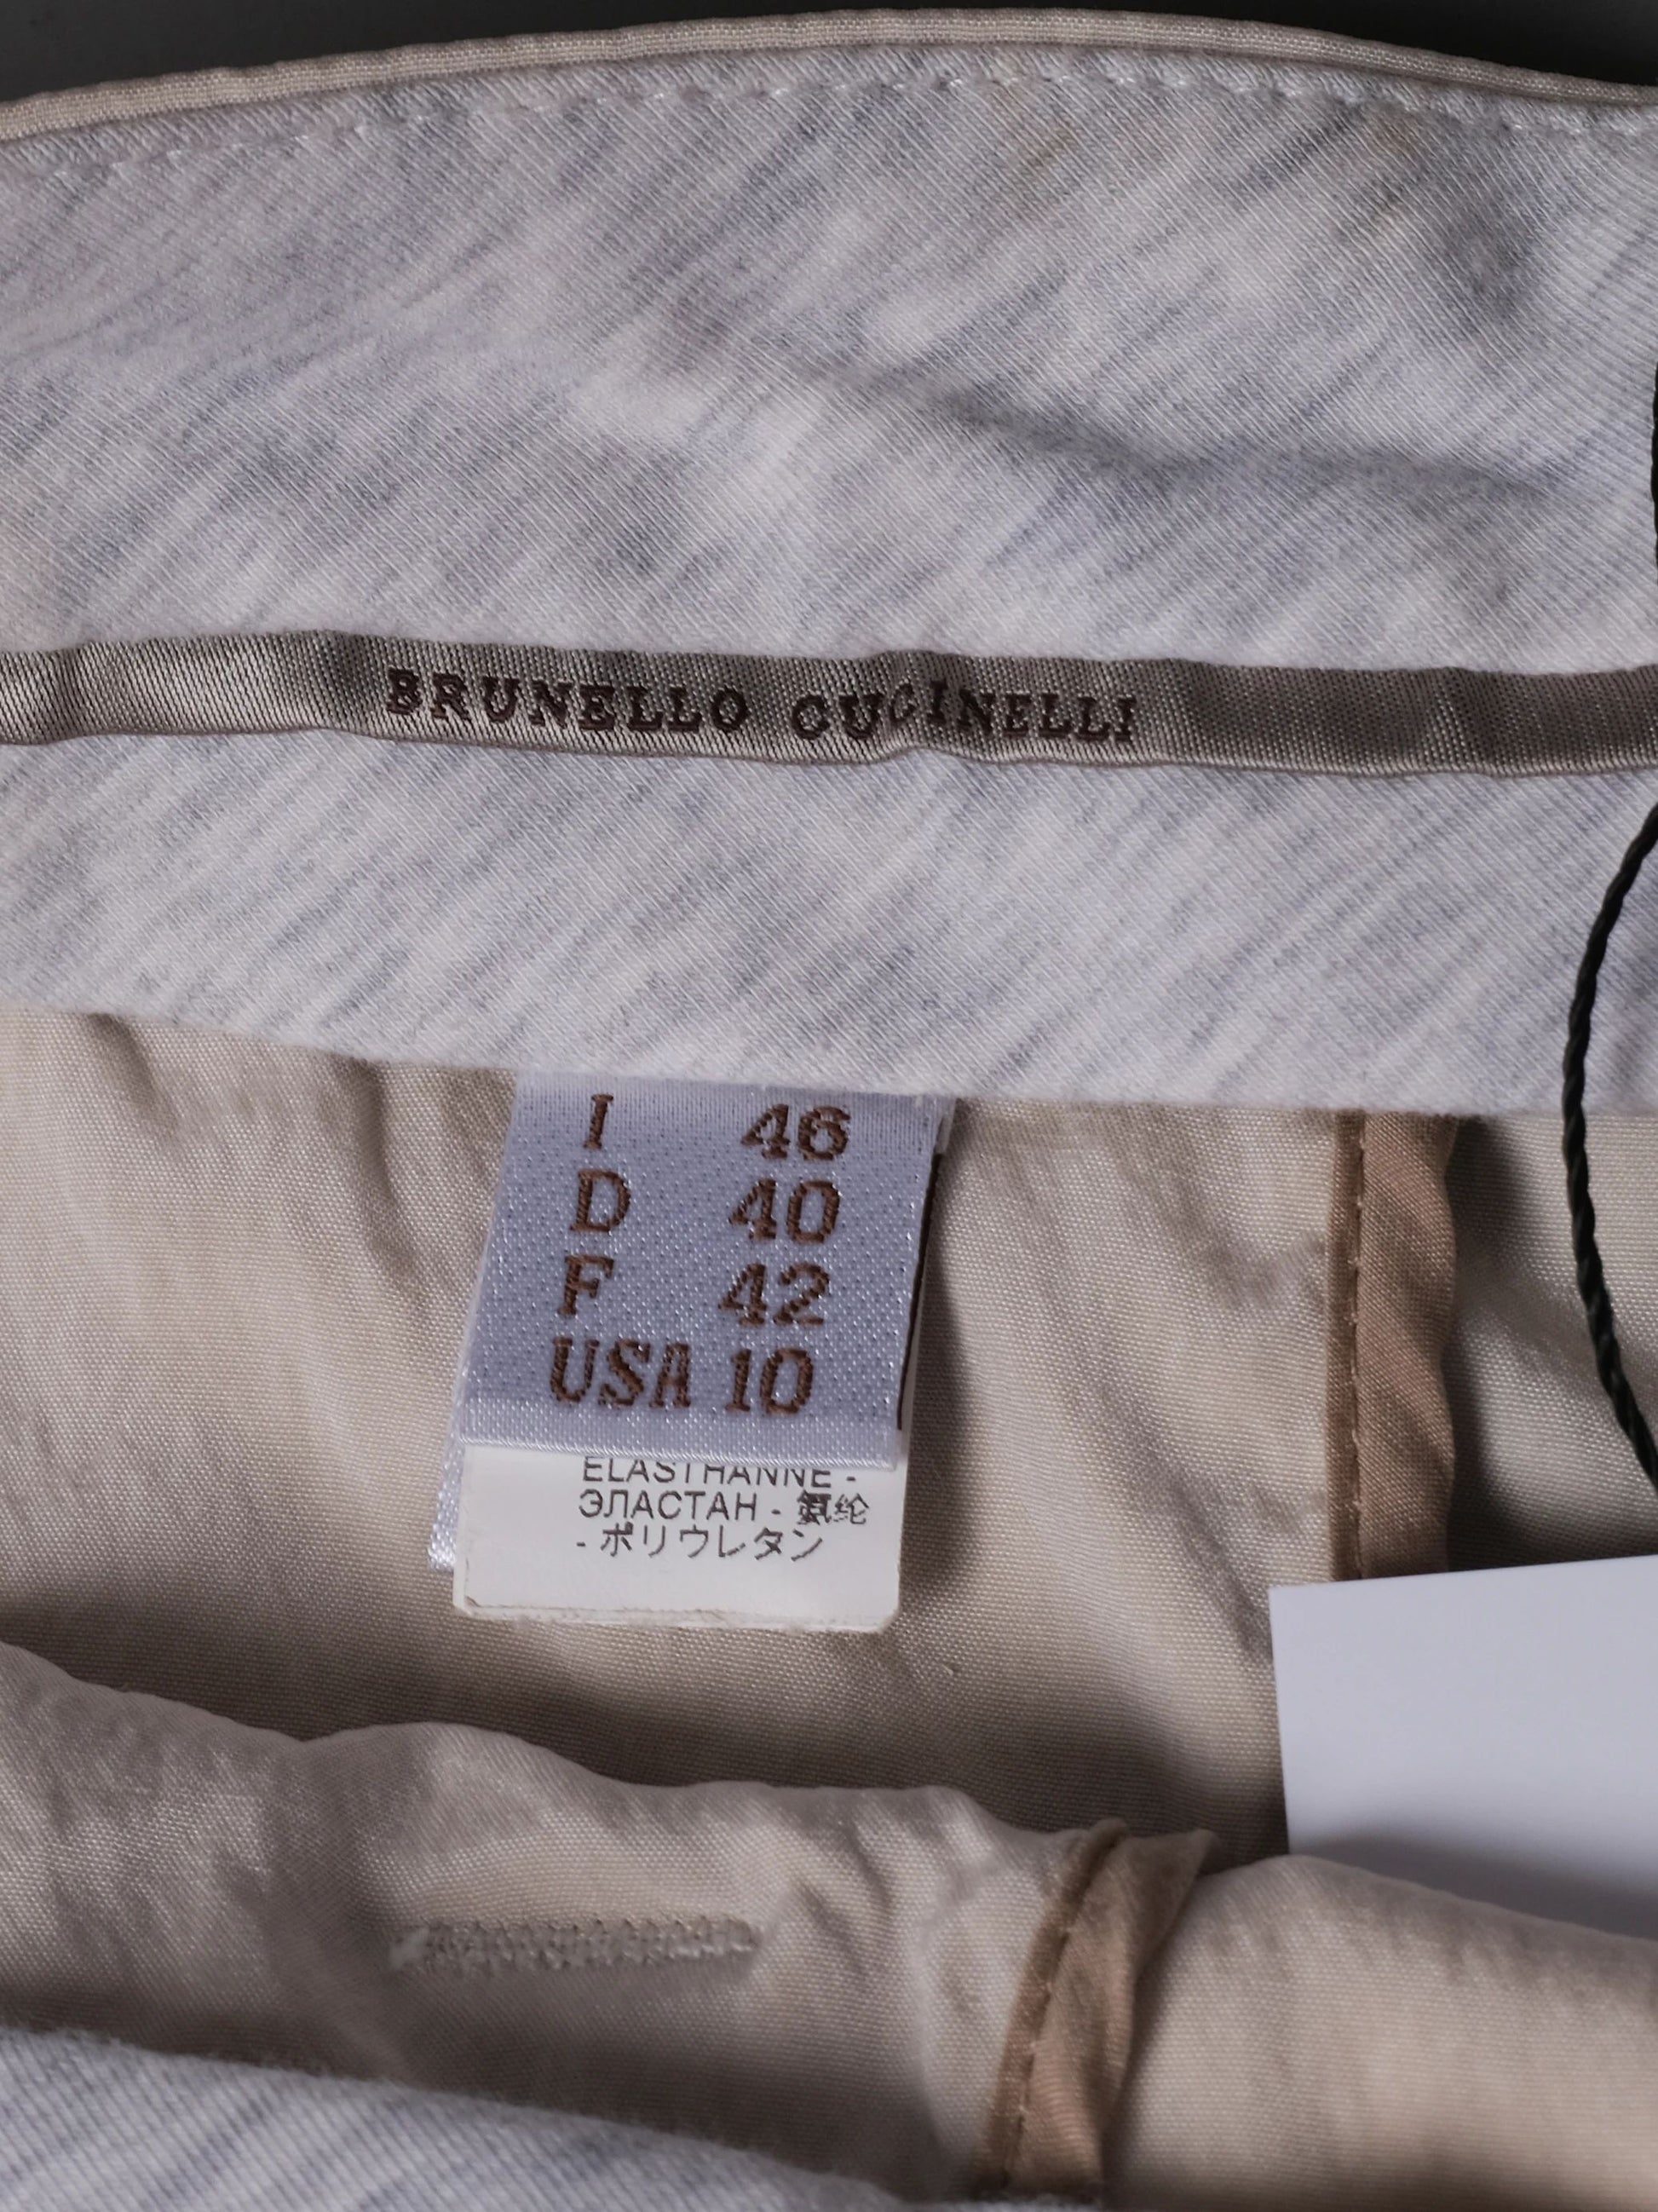 BRUNELLO CUCINELLI
I 46
D 40
F 42
USA 10
ELASTHANNE -
ЭЛАСТАН - 氨纶
- ポリウレタン